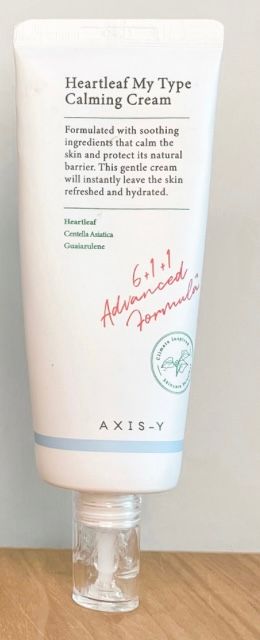 Heartleaf My Type
Calming Cream
Formulated with soothing
ingredients that calm the
skin and protect its natural
barrier. This gentle cream
will instantly leave the skin
refreshed and hydrated.
Heartleaf
Centella Asiatica
Guaiazulene
6+1+1
Advanced
Formula
Climate Inspired
AXIS-Y